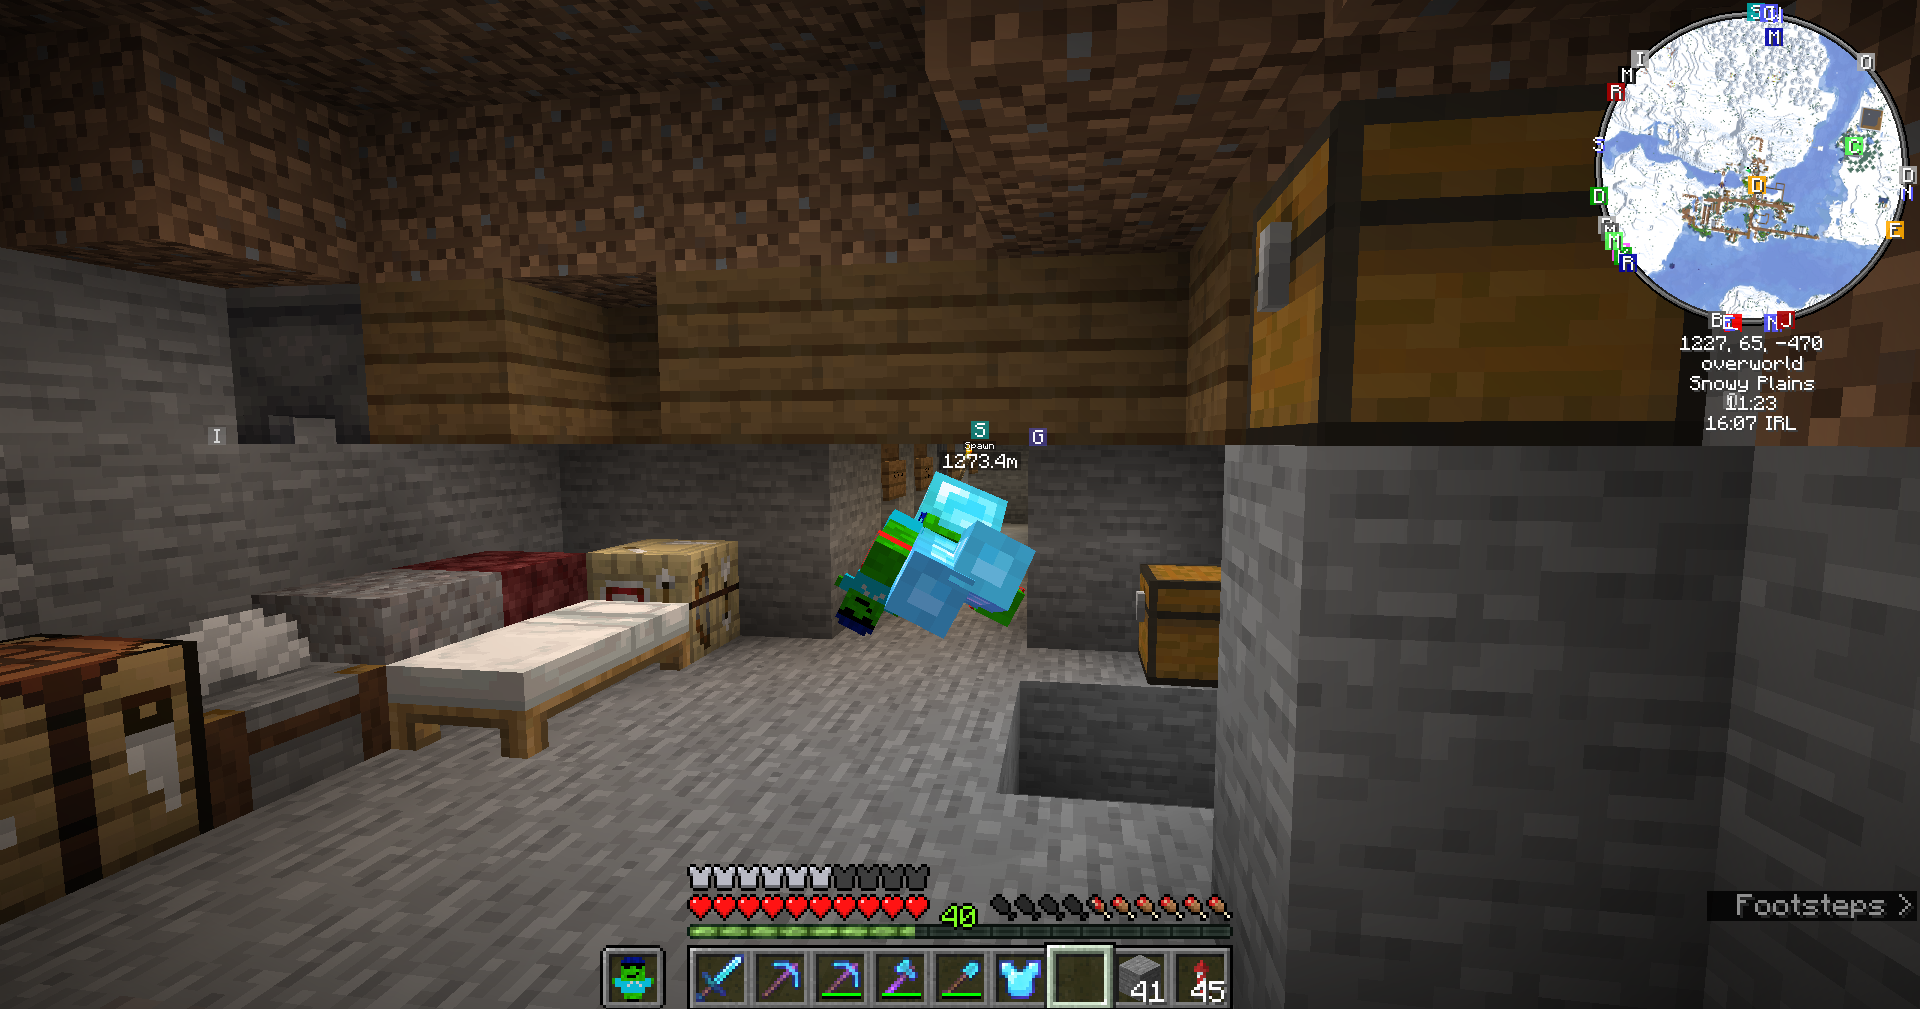 S
M
I
O
M
R
S
C
D
D
D
N
M
M
E
R
B
E
N
J
1227, 65, -470
overworld
Snowy Plains
11:23
16:07 IRL
I
S
G
Spawn
1273.4m
Footsteps >
40
41
45